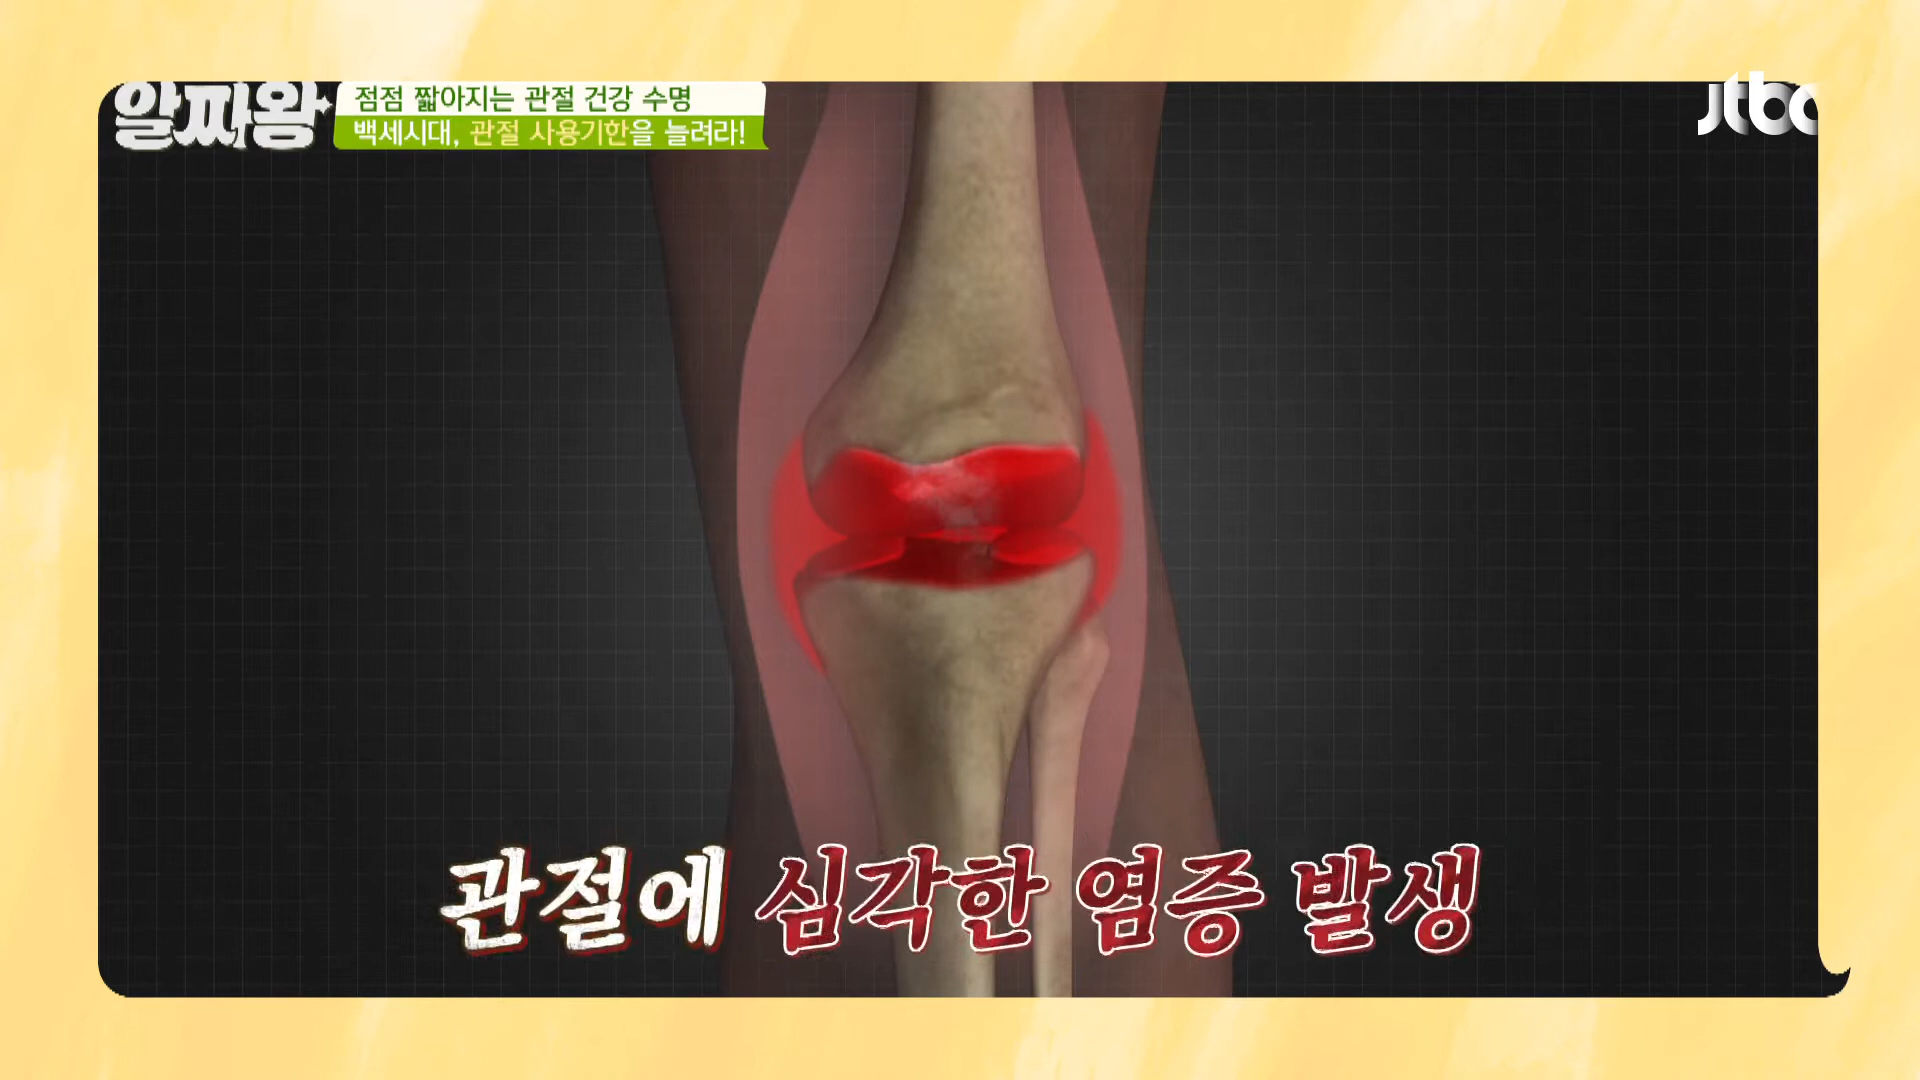 알짜왕
점점 짧아지는 관절 건강 수명
백세시대, 관절 사용기한을 늘려라!
jtbc
관절에 심각한 염증 발생